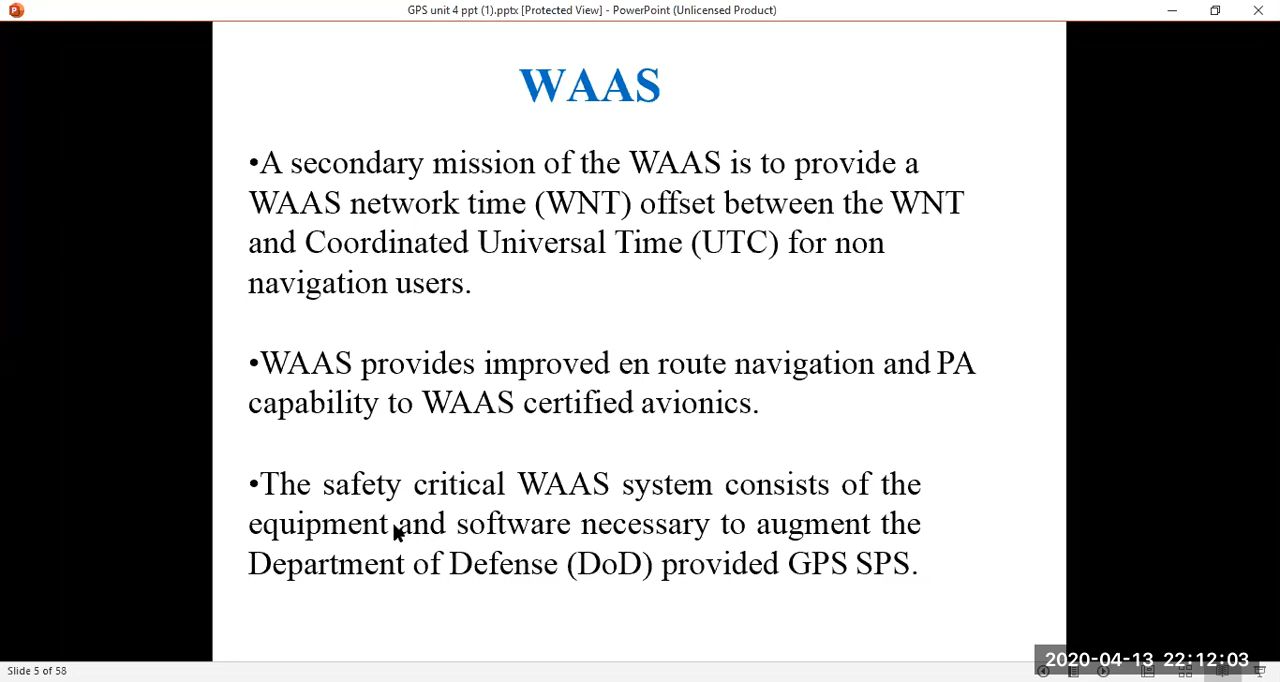 GPS unit 4 ppt (1).pptx [Protected View] - PowerPoint (Unlicensed Product)
WAAS
•A secondary mission of the WAAS is to provide a
WAAS network time (WNT) offset between the WNT
and Coordinated Universal Time (UTC) for non
navigation users.
•WAAS provides improved en route navigation and PA
capability to WAAS certified avionics.
•The safety critical WAAS system consists of the
equipment and software necessary to augment the
Department of Defense (DoD) provided GPS SPS.
Slide 5 of 58
2020-04-13 22:12:03